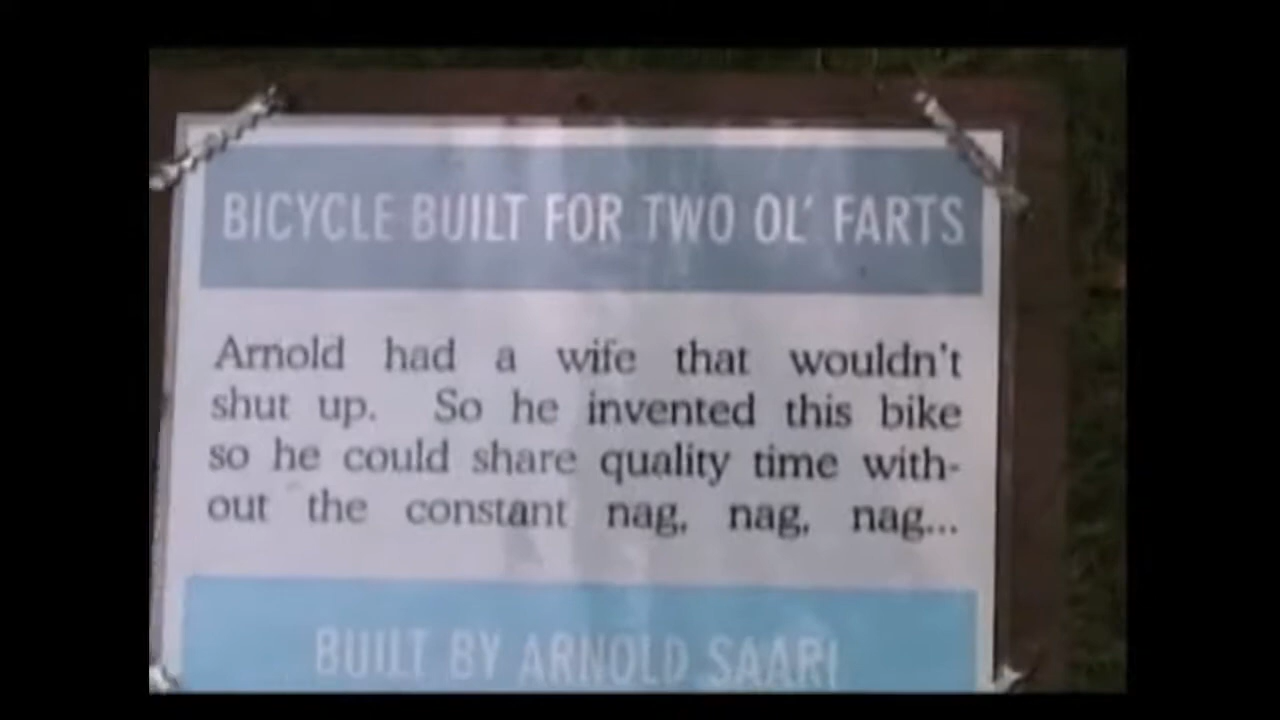 BICYCLE BUILT FOR TWO OL' FARTS
Arnold had a wife that wouldn't
shut up. So he invented this bike
so he could share quality time with-
out the constant nag, nag, nag...
BUILT BY ARNOLD SAARI